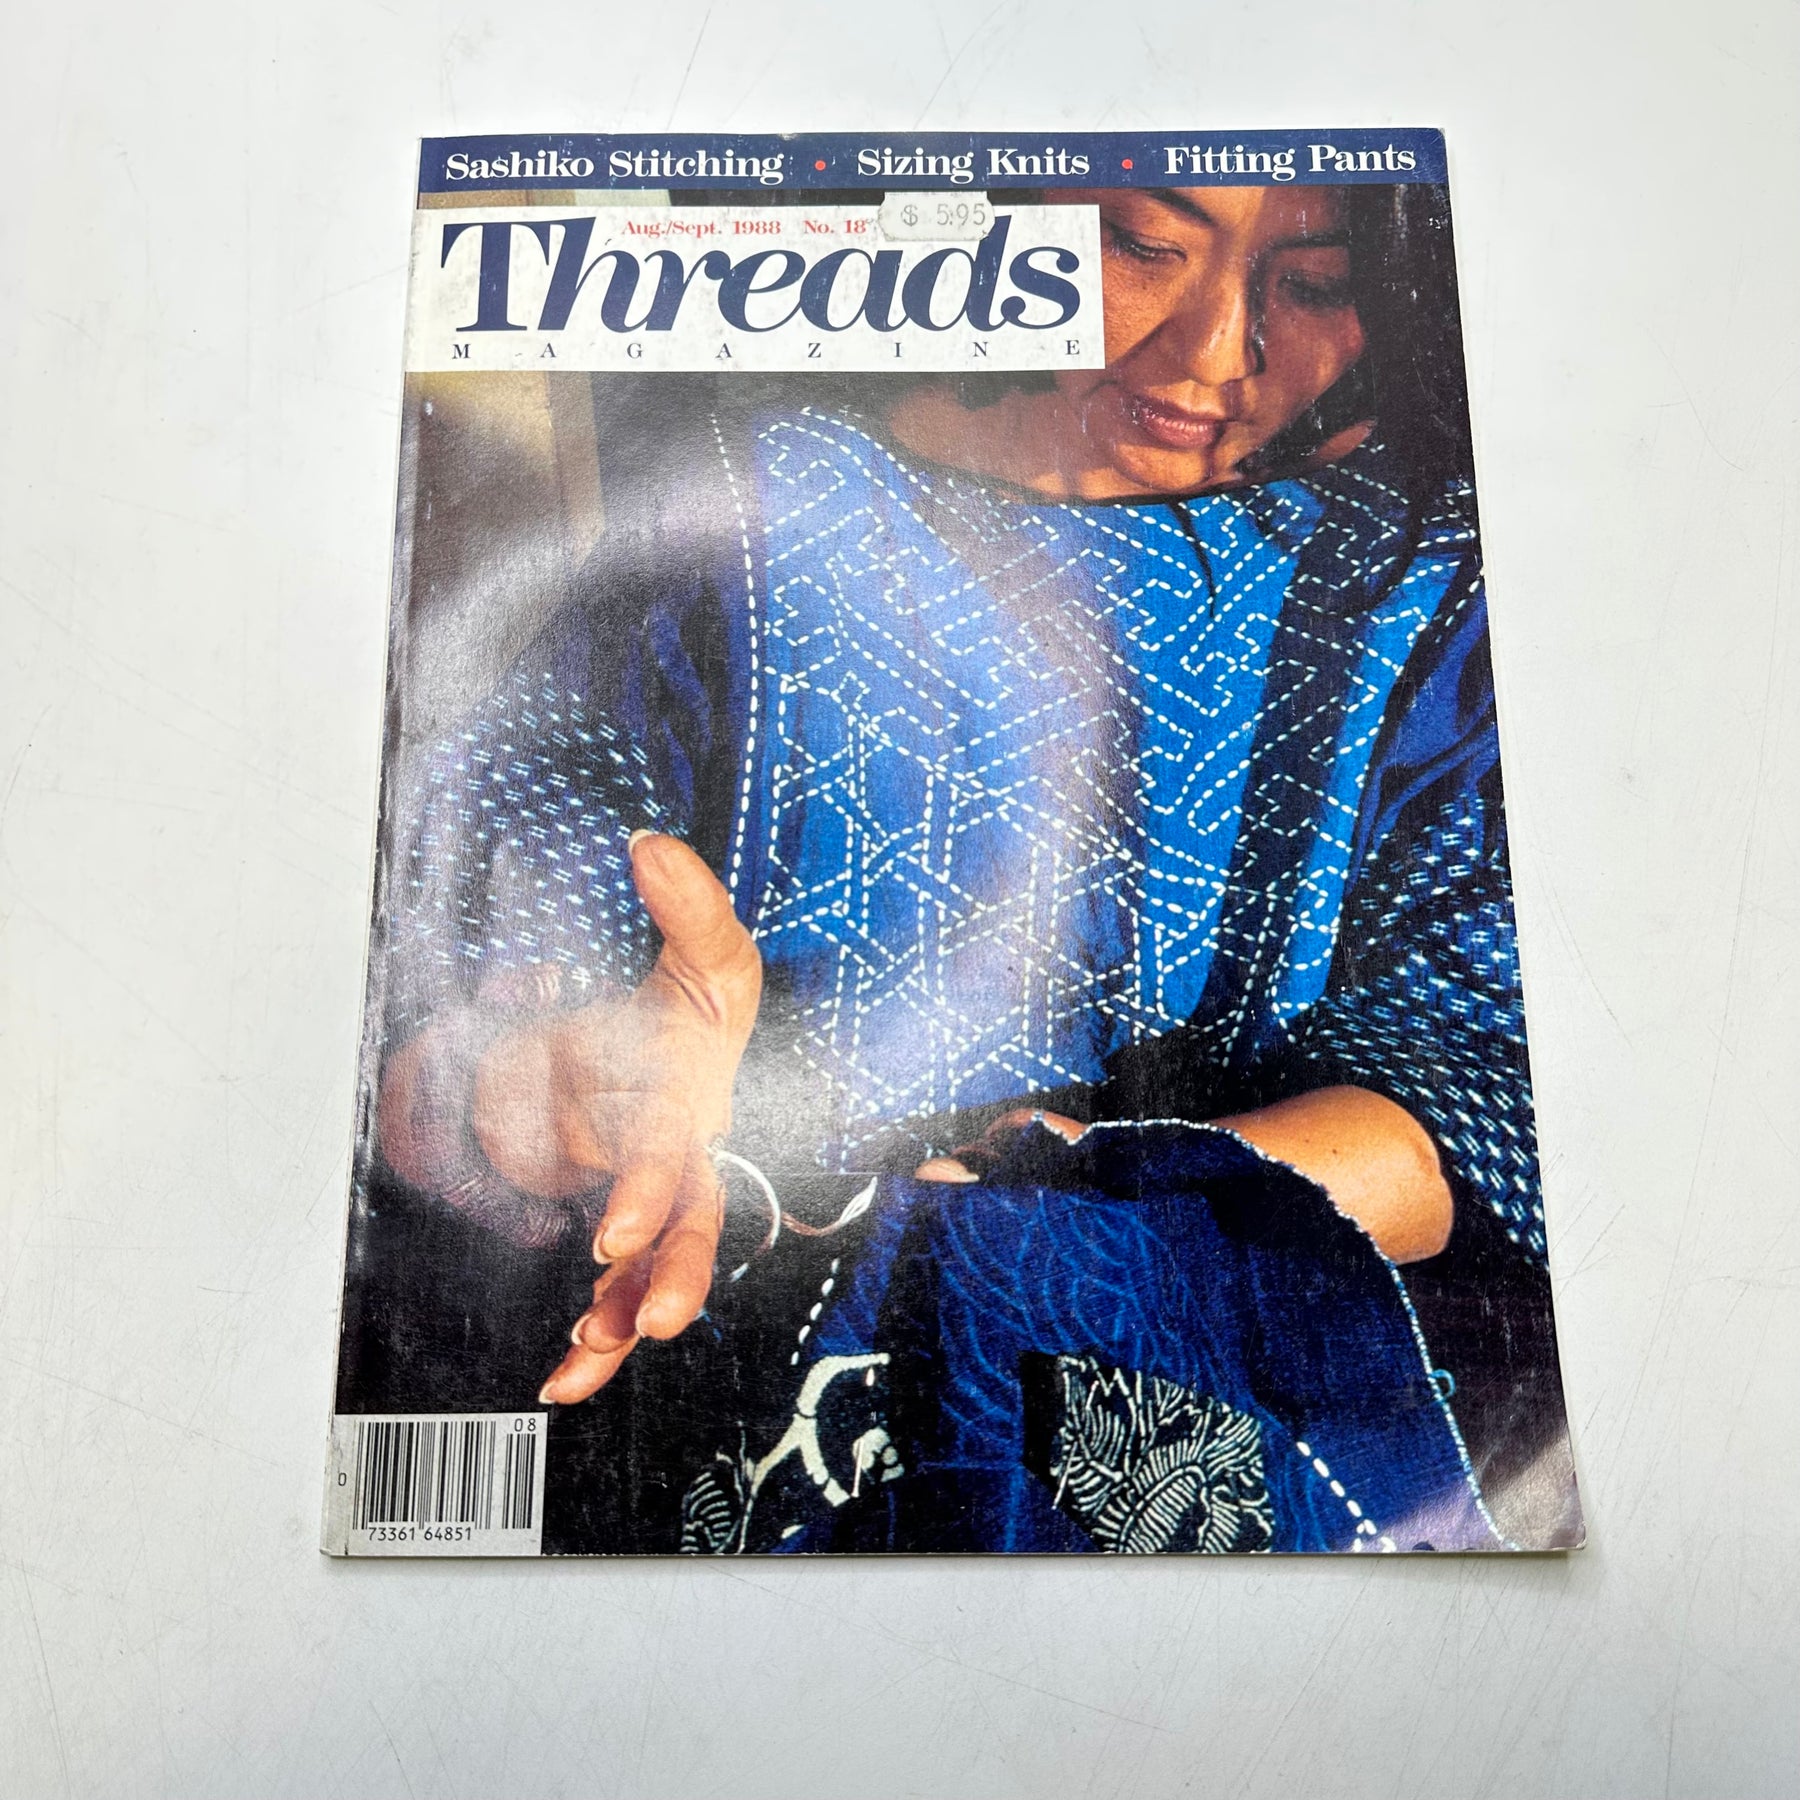 Sashiko Stitching • Sizing Knits • Fitting Pants
Aug./Sept. 1988 No. 18
$ 5.95
Threads
MAGAZINE
08
0
73361 64851